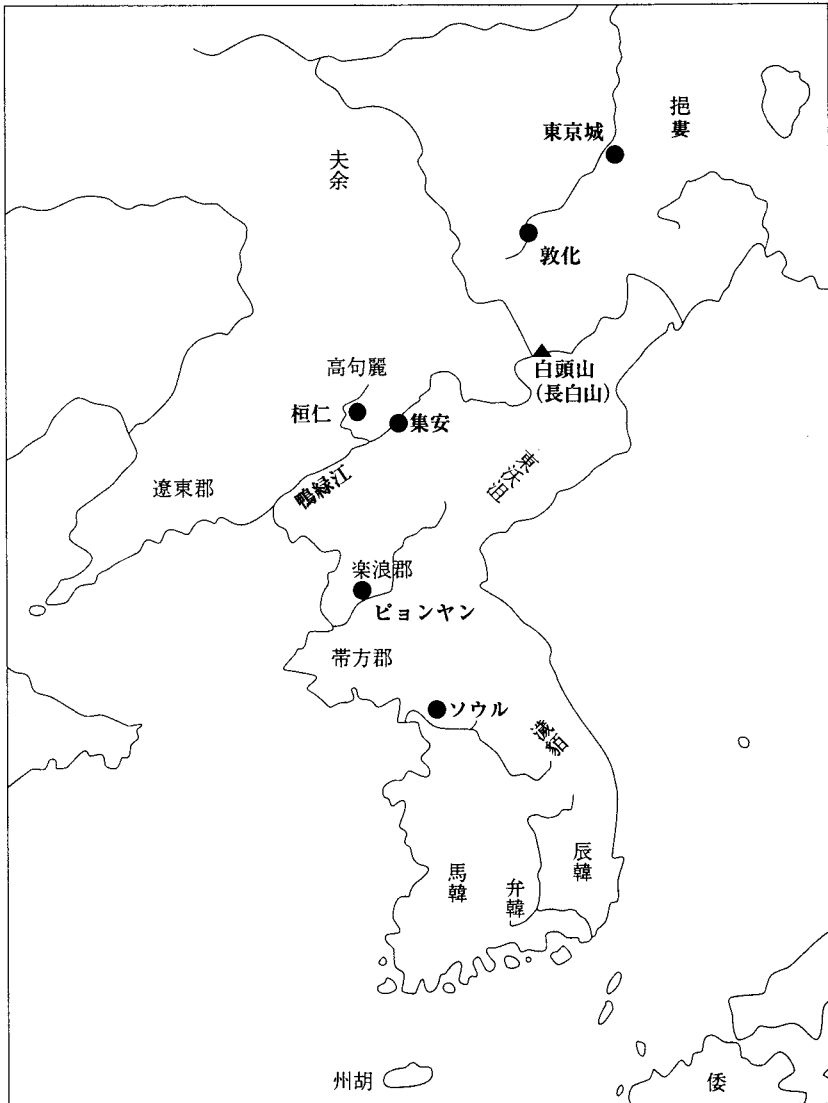 挹婁
東京城
夫余
敦化
白頭山
(長白山)
高句麗
桓仁
集安
東沃沮
鴨緑江
遼東郡
楽浪郡
ピョンヤン
帯方郡
ソウル
濊貊
辰韓
馬韓
弁韓
州胡
倭